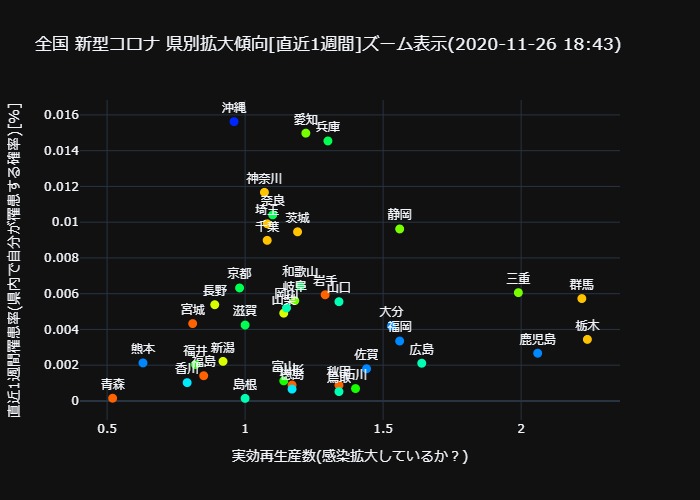 全国 新型コロナ 県別拡大傾向[直近1週間]ズーム表示(2020-11-26 18:43)
直近1週間罹患率(県内で自分が罹患する確率)[%]
0.016
0.014
0.012
0.01
0.008
0.006
0.004
0.002
0
沖縄
愛知
兵庫
神奈川
奈良
埼玉
千葉
茨城
静岡
京都
長野
宮城
滋賀
和歌山
岐阜
岡山
岩手
山口
三重
群馬
栃木
大分
福岡
鹿児島
広島
佐賀
熊本
福井
新潟
福島
香川
青森
島根
富山
徳島
秋田
鳥取
0.5
1
1.5
2
実効再生産数(感染拡大しているか？)